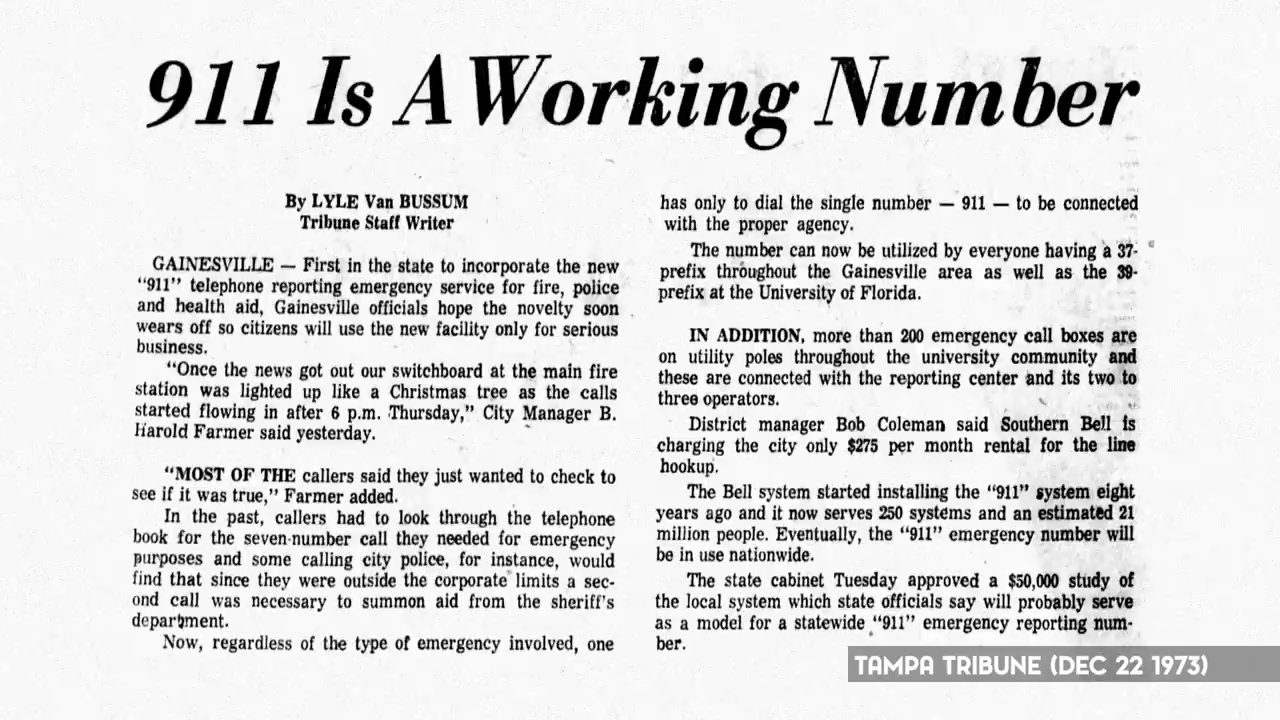 911 Is A Working Number
By LYLE Van BUSSUM
Tribune Staff Writer
GAINESVILLE — First in the state to incorporate the new
"911" telephone reporting emergency service for fire, police
and health aid, Gainesville officials hope the novelty soon
wears off so citizens will use the new facility only for serious
business.
"Once the news got out our switchboard at the main fire
station was lighted up like a Christmas tree as the calls
started flowing in after 6 p.m. Thursday," City Manager B.
Harold Farmer said yesterday.
"MOST OF THE callers said they just wanted to check to
see if it was true," Farmer added.
In the past, callers had to look through the telephone
book for the seven-number call they needed for emergency
purposes and some calling city police, for instance, would
find that since they were outside the corporate limits a sec-
ond call was necessary to summon aid from the sheriff's
department.
Now, regardless of the type of emergency involved, one
has only to dial the single number — 911 — to be connected
with the proper agency.
The number can now be utilized by everyone having a 37-
prefix throughout the Gainesville area as well as the 39-
prefix at the University of Florida.
IN ADDITION, more than 200 emergency call boxes are
on utility poles throughout the university community and
these are connected with the reporting center and its two to
three operators.
District manager Bob Coleman said Southern Bell is
charging the city only $275 per month rental for the line
hookup.
The Bell system started installing the "911" system eight
years ago and it now serves 250 systems and an estimated 21
million people. Eventually, the "911" emergency number will
be in use nationwide.
The state cabinet Tuesday approved a $50,000 study of
the local system which state officials say will probably serve
as a model for a statewide "911" emergency reporting num-
ber.
TAMPA TRIBUNE (DEC 22 1973)